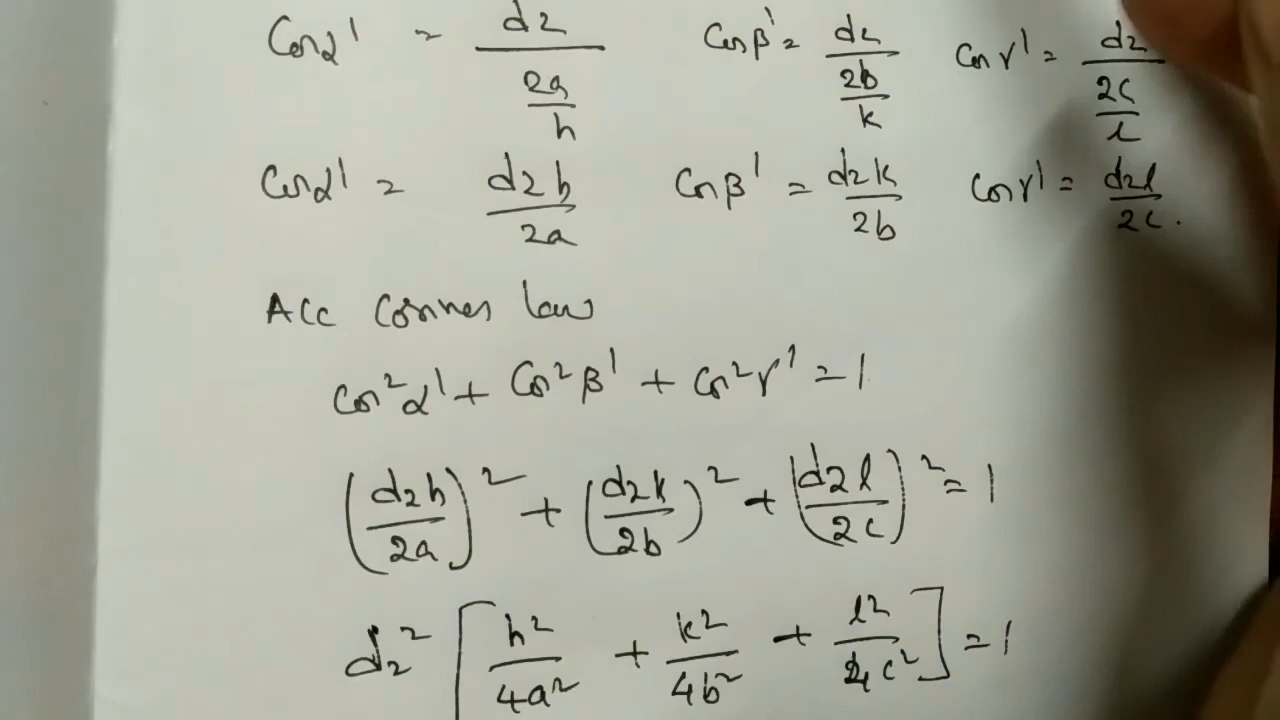 Cosα' = d2 / (2a/h) Cosβ' = d2 / (2b/k) Cosγ' = d2 / (2c/l)
Cosα' = d2h/2a Cosβ' = d2k/2b Cosγ' = d2l/2c.
Acc Cosines law
Cos²α' + Cos²β' + Cos²γ' = 1
(d2h/2a)² + (d2k/2b)² + (d2l/2c)² = 1
d2² [h²/4a² + k²/4b² + l²/4c²] = 1